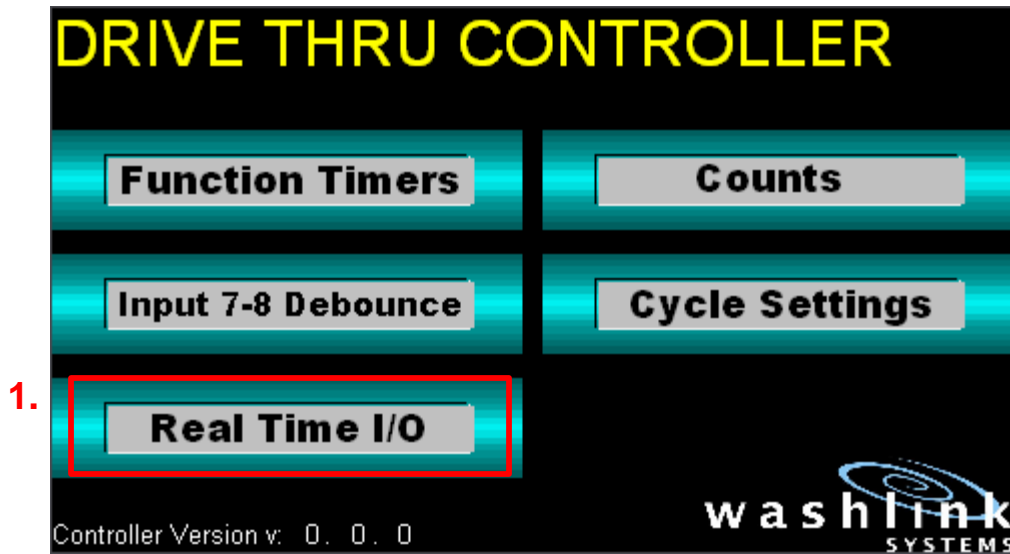 DRIVE THRU CONTROLLER
Function Timers
Counts
Input 7-8 Debounce
Cycle Settings
1.
Real Time I/O
washlink
SYSTEMS
Controller Version v: 0. 0. 0